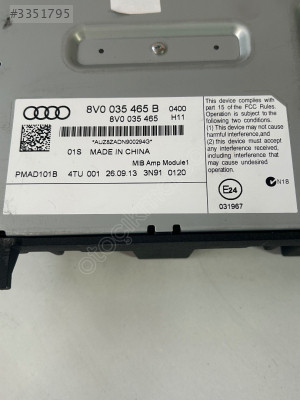 #3351795
8V0 035 465 B 0400
8V0 035 465 H11
*AUZ8ZADN900294G*
01S MADE IN CHINA
MIB Amp Module1
PMAD101B 4TU 001 26.09.13 3N91 0120
This device complies with
part 15 of the FCC Rules.
Operation is subject to the
following two conditions:
(1) This device may not cause
harmful interference, and
(2) this device must accept
any interference received,
including interference that
may cause undesired
operation.
E24
N18
031967